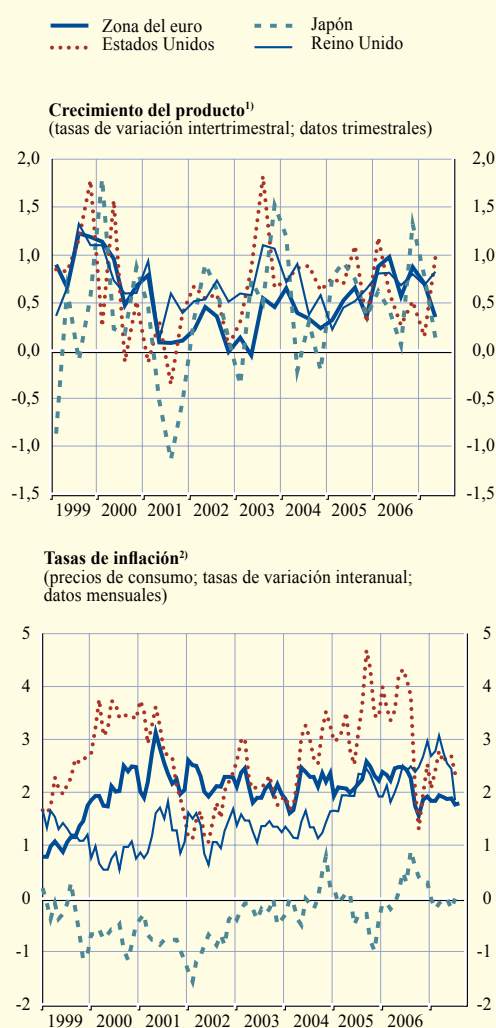 Zona del euro
Estados Unidos
Japón
Reino Unido
Crecimiento del producto1)
(tasas de variación intertrimestral; datos trimestrales)
2,0 2,0
1,5 1,5
1,0 1,0
0,5 0,5
0,0 0,0
-0,5 -0,5
-1,0 -1,0
-1,5 -1,5
1999 2000 2001 2002 2003 2004 2005 2006
Tasas de inflación2)
(precios de consumo; tasas de variación interanual;
datos mensuales)
5 5
4 4
3 3
2 2
1 1
0 0
-1 -1
-2 -2
1999 2000 2001 2002 2003 2004 2005 2006